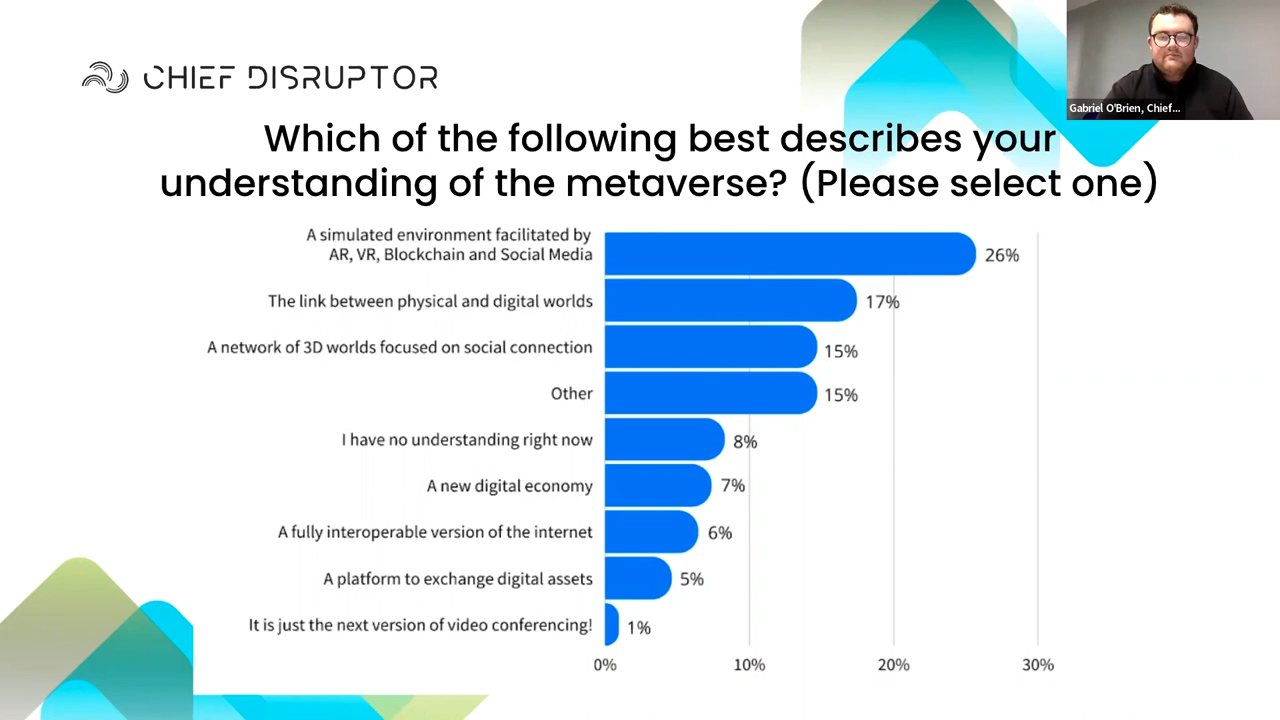 CHIEF DISRUPTOR
Gabriel O'Brien, Chief...
Which of the following best describes your
understanding of the metaverse? (Please select one)
A simulated environment facilitated by
AR, VR, Blockchain and Social Media
26%
The link between physical and digital worlds
17%
A network of 3D worlds focused on social connection
15%
Other
15%
I have no understanding right now
8%
A new digital economy
7%
A fully interoperable version of the internet
6%
A platform to exchange digital assets
5%
It is just the next version of video conferencing!
1%
0%
10%
20%
30%